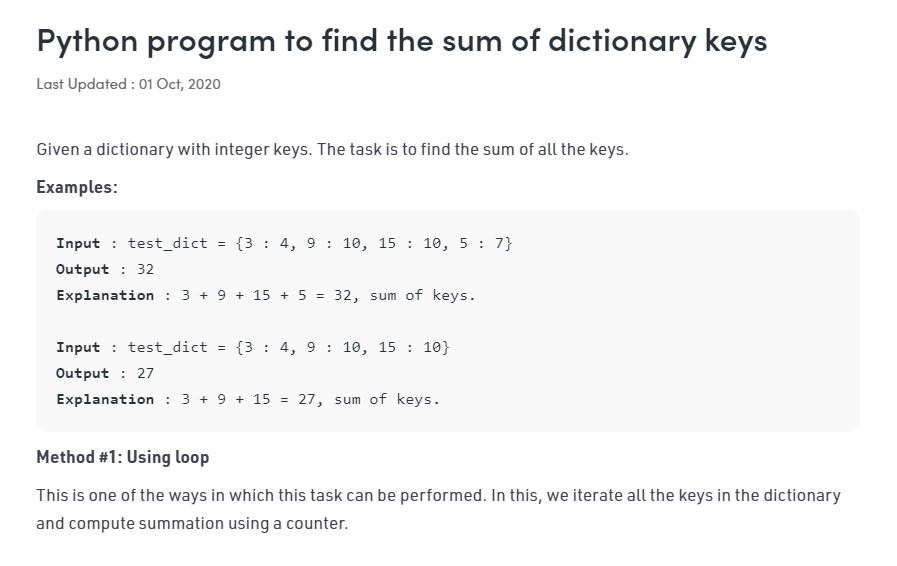 Python program to find the sum of dictionary keys
Last Updated : 01 Oct, 2020
Given a dictionary with integer keys. The task is to find the sum of all the keys.
Examples:
Input : test_dict = {3 : 4, 9 : 10, 15 : 10, 5 : 7}
Output : 32
Explanation : 3 + 9 + 15 + 5 = 32, sum of keys.
Input : test_dict = {3 : 4, 9 : 10, 15 : 10}
Output : 27
Explanation : 3 + 9 + 15 = 27, sum of keys.
Method #1: Using loop
This is one of the ways in which this task can be performed. In this, we iterate all the keys in the dictionary
and compute summation using a counter.